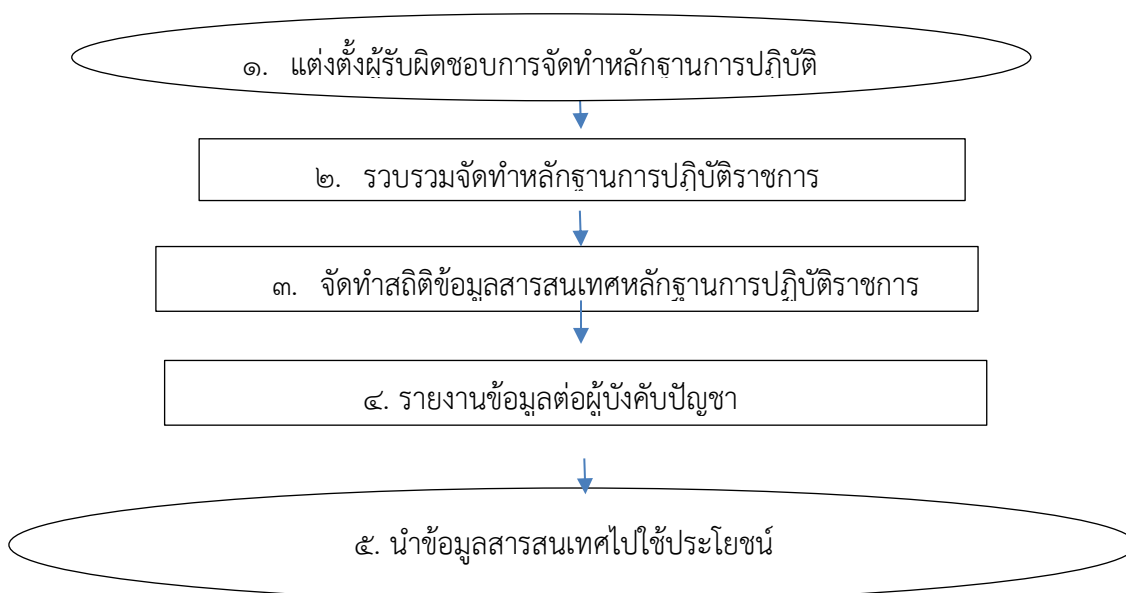 ๑. แต่งตั้งผู้รับผิดชอบการจัดทำหลักฐานการปฏิบัติ
๒. รวบรวมจัดทำหลักฐานการปฏิบัติราชการ
๓. จัดทำสถิติข้อมูลสารสนเทศหลักฐานการปฏิบัติราชการ
๔. รายงานข้อมูลต่อผู้บังคับบัญชา
๕. นำข้อมูลสารสนเทศไปใช้ประโยชน์